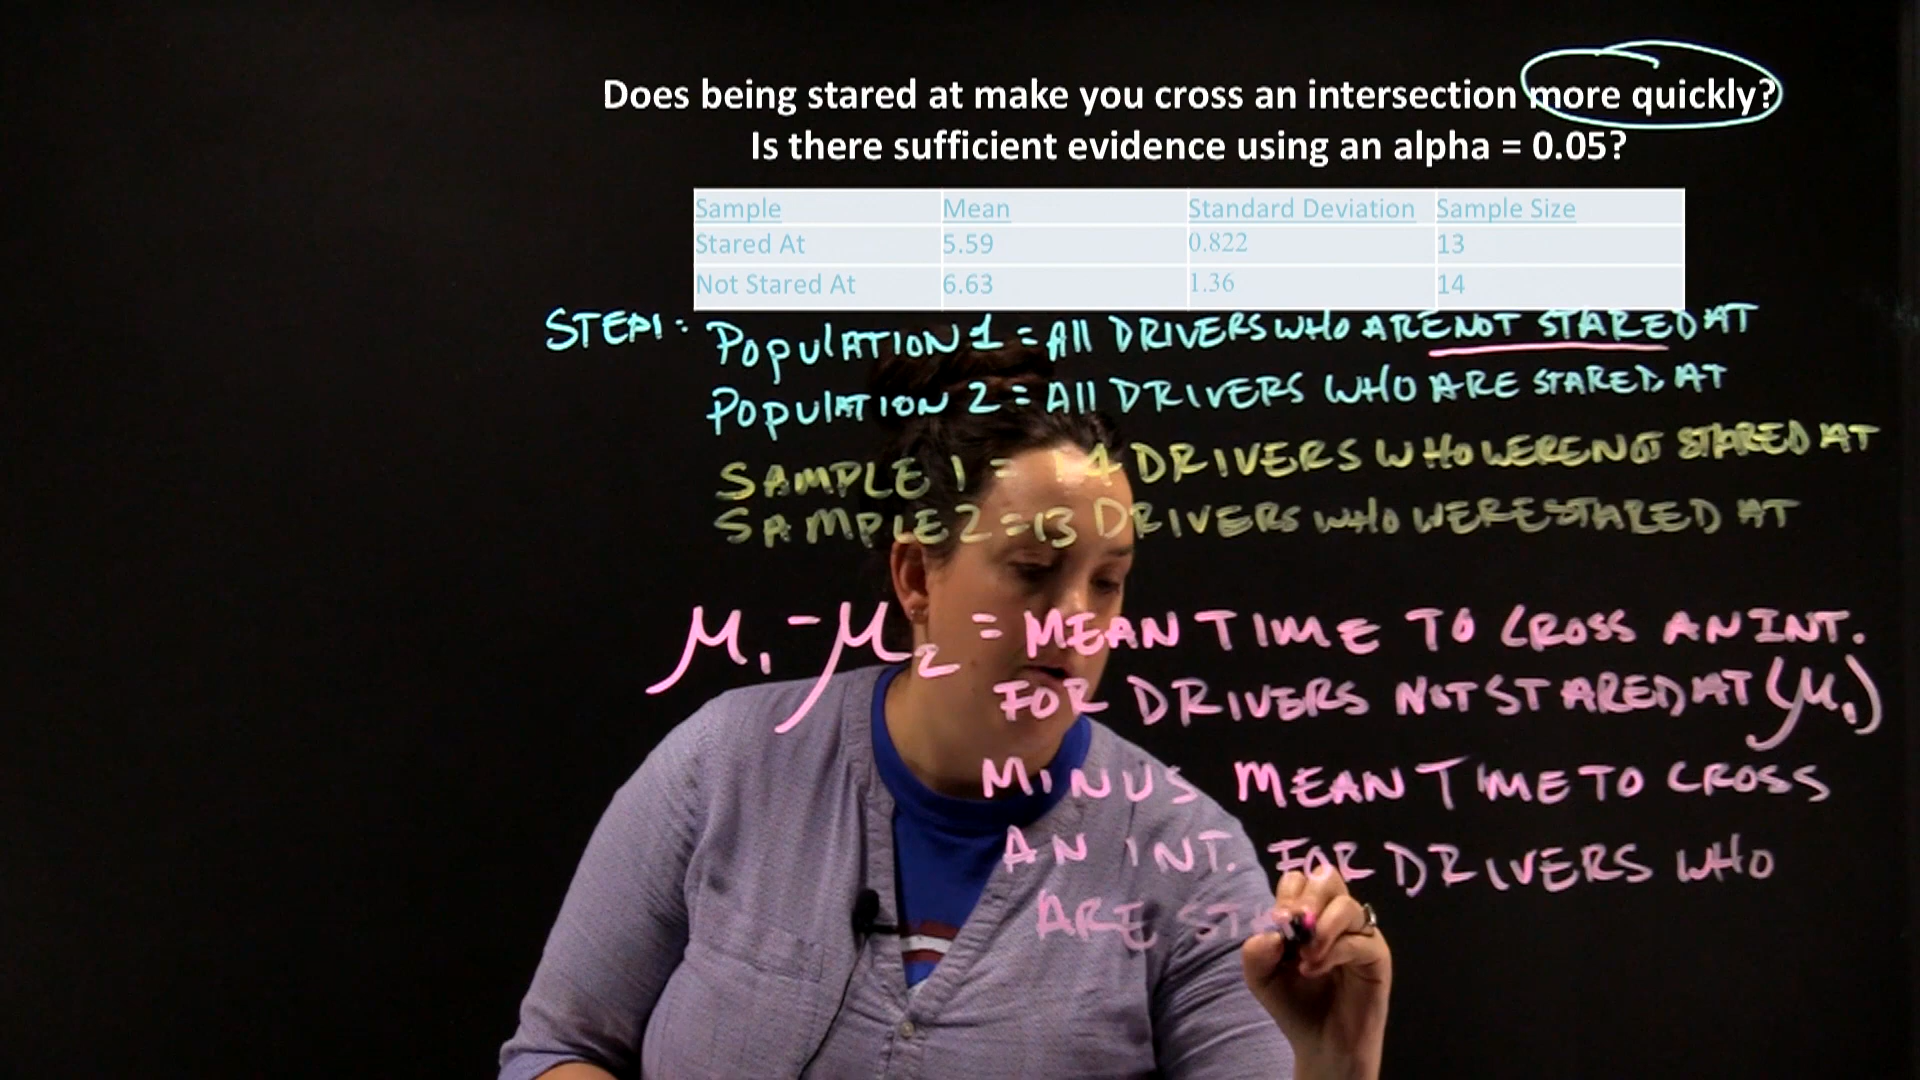 Does being stared at make you cross an intersection more quickly?
Is there sufficient evidence using an alpha = 0.05?
Sample Mean Standard Deviation Sample Size
Stared At 5.59 0.822 13
Not Stared At 6.63 1.36 14
STEP1: POPULATION 1 = All DRIVERS WHO ARE NOT STARED AT
POPULATION 2 = All DRIVERS WHO ARE STARED AT
SAMPLE 1 = 14 DRIVERS WHO WERE NOT STARED AT
SAMPLE 2 = 13 DRIVERS WHO WERE STARED AT
μ₁ - μ₂ = MEAN TIME TO CROSS AN INT.
FOR DRIVERS NOT STARED AT (μ₁)
MINUS MEAN TIME TO CROSS
AN INT. FOR DRIVERS WHO
ARE STA